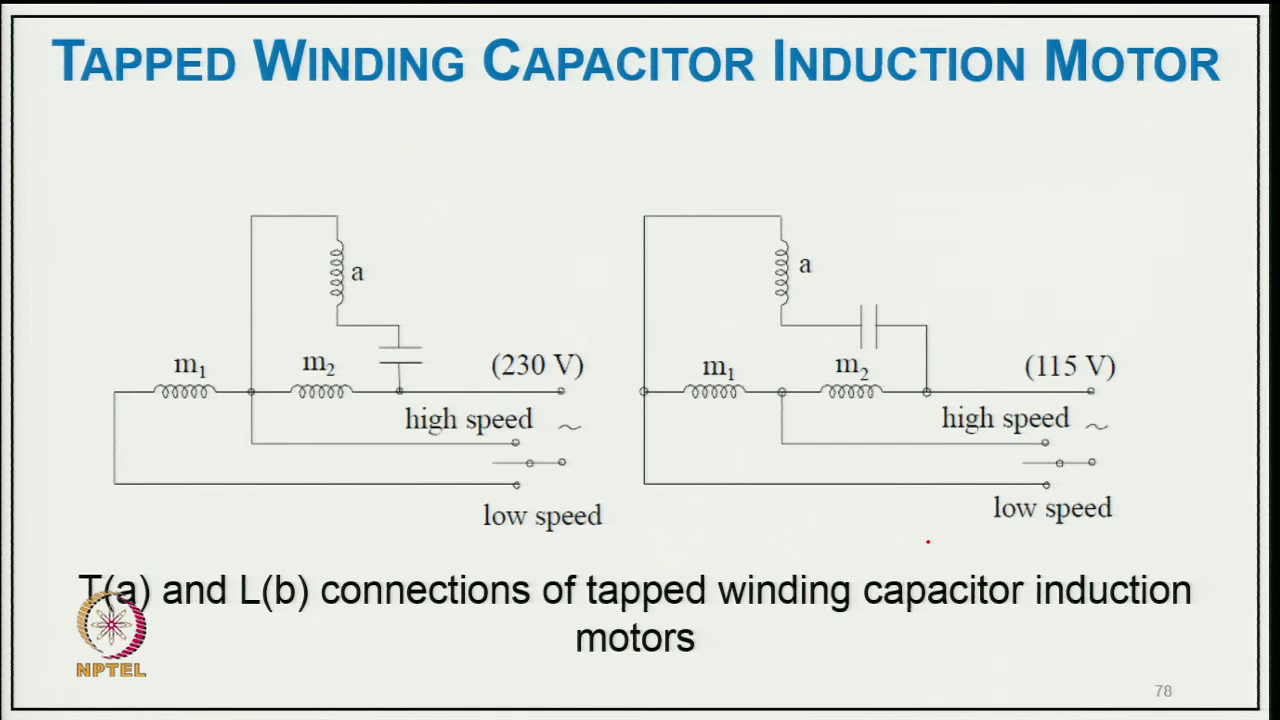 TAPPED WINDING CAPACITOR INDUCTION MOTOR
a
m1
m2
(230 V)
high speed
~
low speed
a
m1
m2
(115 V)
high speed
~
low speed
T(a) and L(b) connections of tapped winding capacitor induction
motors
NPTEL
78